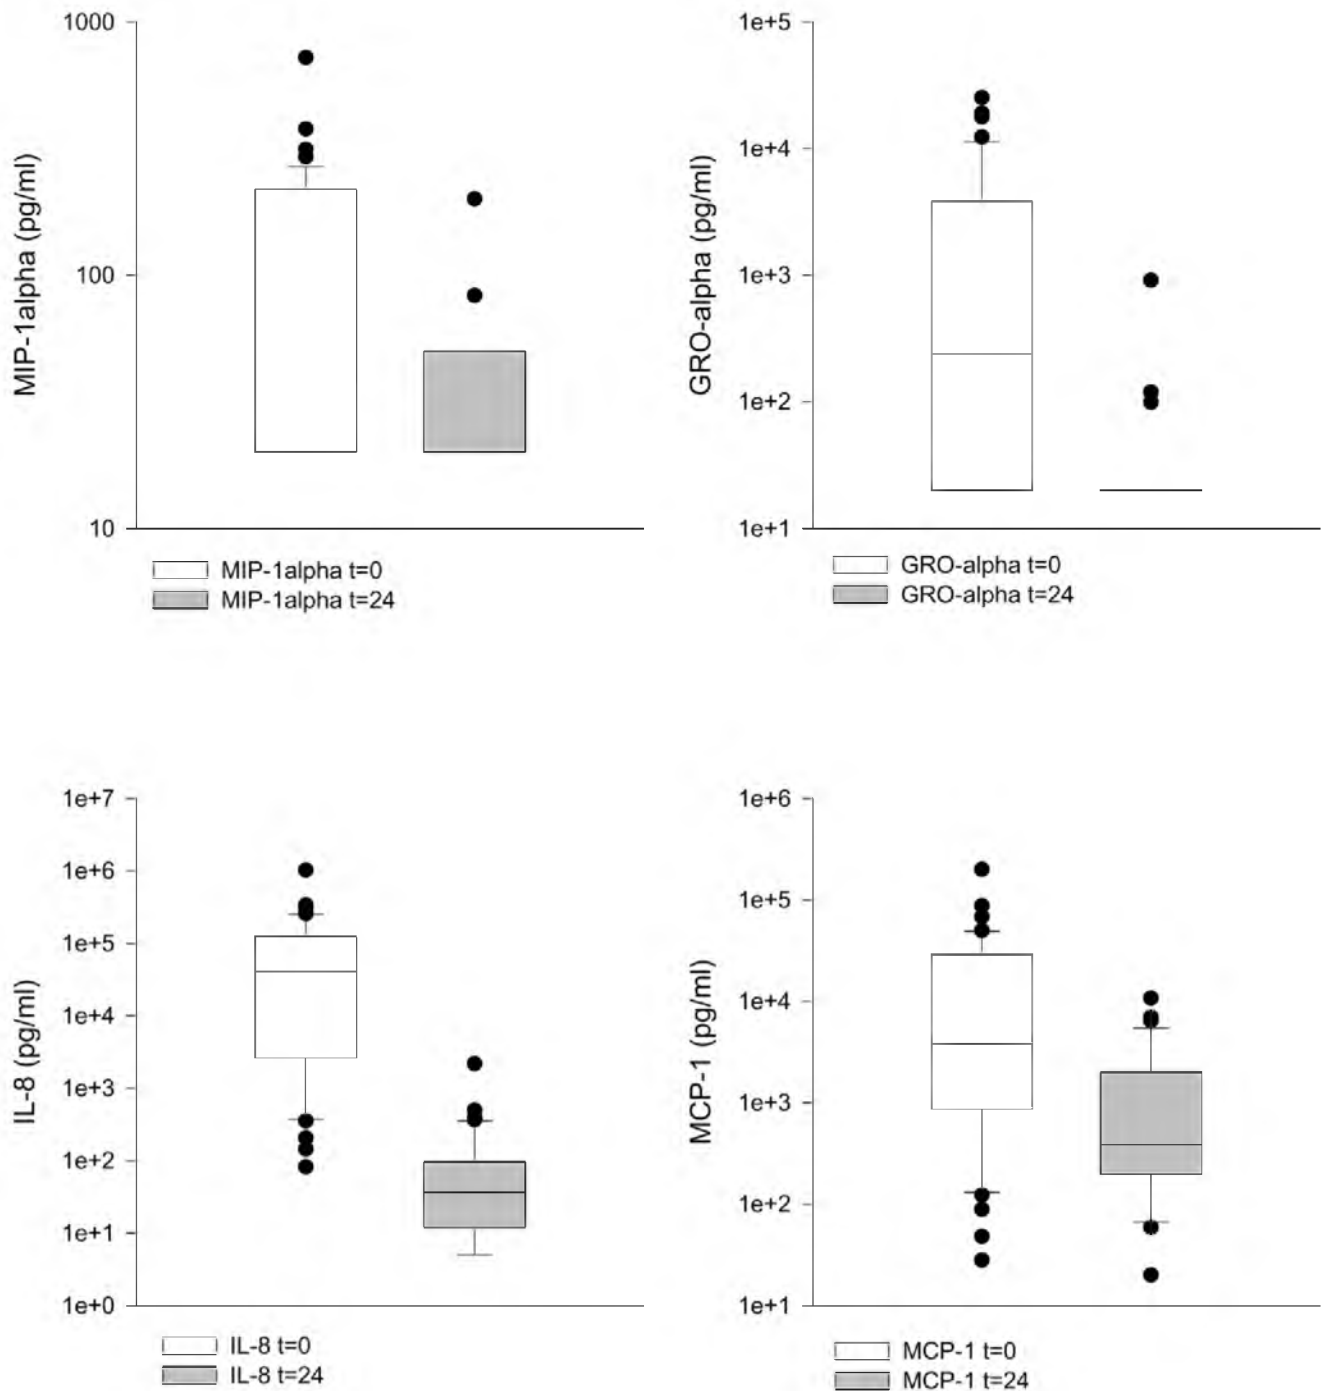 MIP-1alpha (pg/ml)
1000
100
10
MIP-1alpha t=0
MIP-1alpha t=24
GRO-alpha (pg/ml)
1e+5
1e+4
1e+3
1e+2
1e+1
GRO-alpha t=0
GRO-alpha t=24
IL-8 (pg/ml)
1e+7
1e+6
1e+5
1e+4
1e+3
1e+2
1e+1
1e+0
IL-8 t=0
IL-8 t=24
MCP-1 (pg/ml)
1e+6
1e+5
1e+4
1e+3
1e+2
1e+1
MCP-1 t=0
MCP-1 t=24